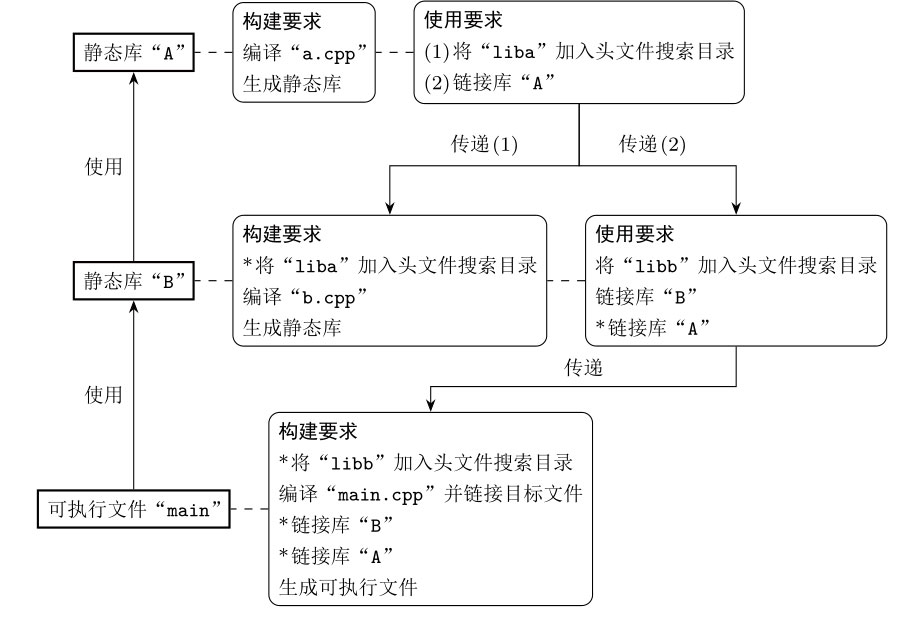 静态库“A”
构建要求
编译“a.cpp”
生成静态库
使用要求
(1)将“liba”加入头文件搜索目录
(2)链接库“A”
传递(1)
传递(2)
使用
静态库“B”
构建要求
*将“liba”加入头文件搜索目录
编译“b.cpp”
生成静态库
使用要求
将“libb”加入头文件搜索目录
链接库“B”
*链接库“A”
传递
使用
可执行文件“main”
构建要求
*将“libb”加入头文件搜索目录
编译“main.cpp”并链接目标文件
*链接库“B”
*链接库“A”
生成可执行文件